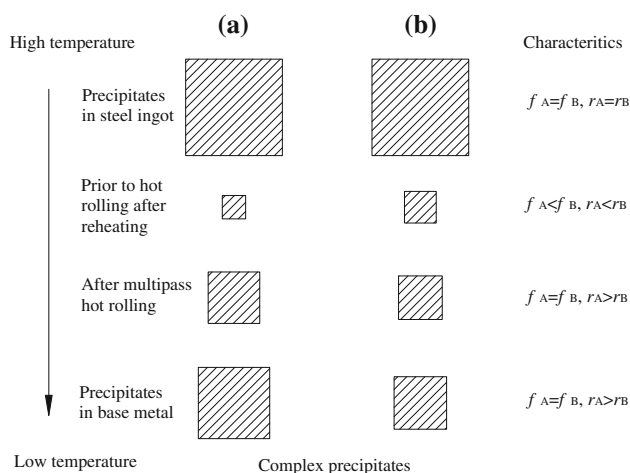 (a) (b)
High temperature Characteritics
Precipitates
in steel ingot
f A=f B, rA=rB
Prior to hot
rolling after
reheating
f A<f B, rA<rB
After multipass
hot rolling
f A=f B, rA>rB
Precipitates
in base metal
f A=f B, rA>rB
Low temperature Complex precipitates